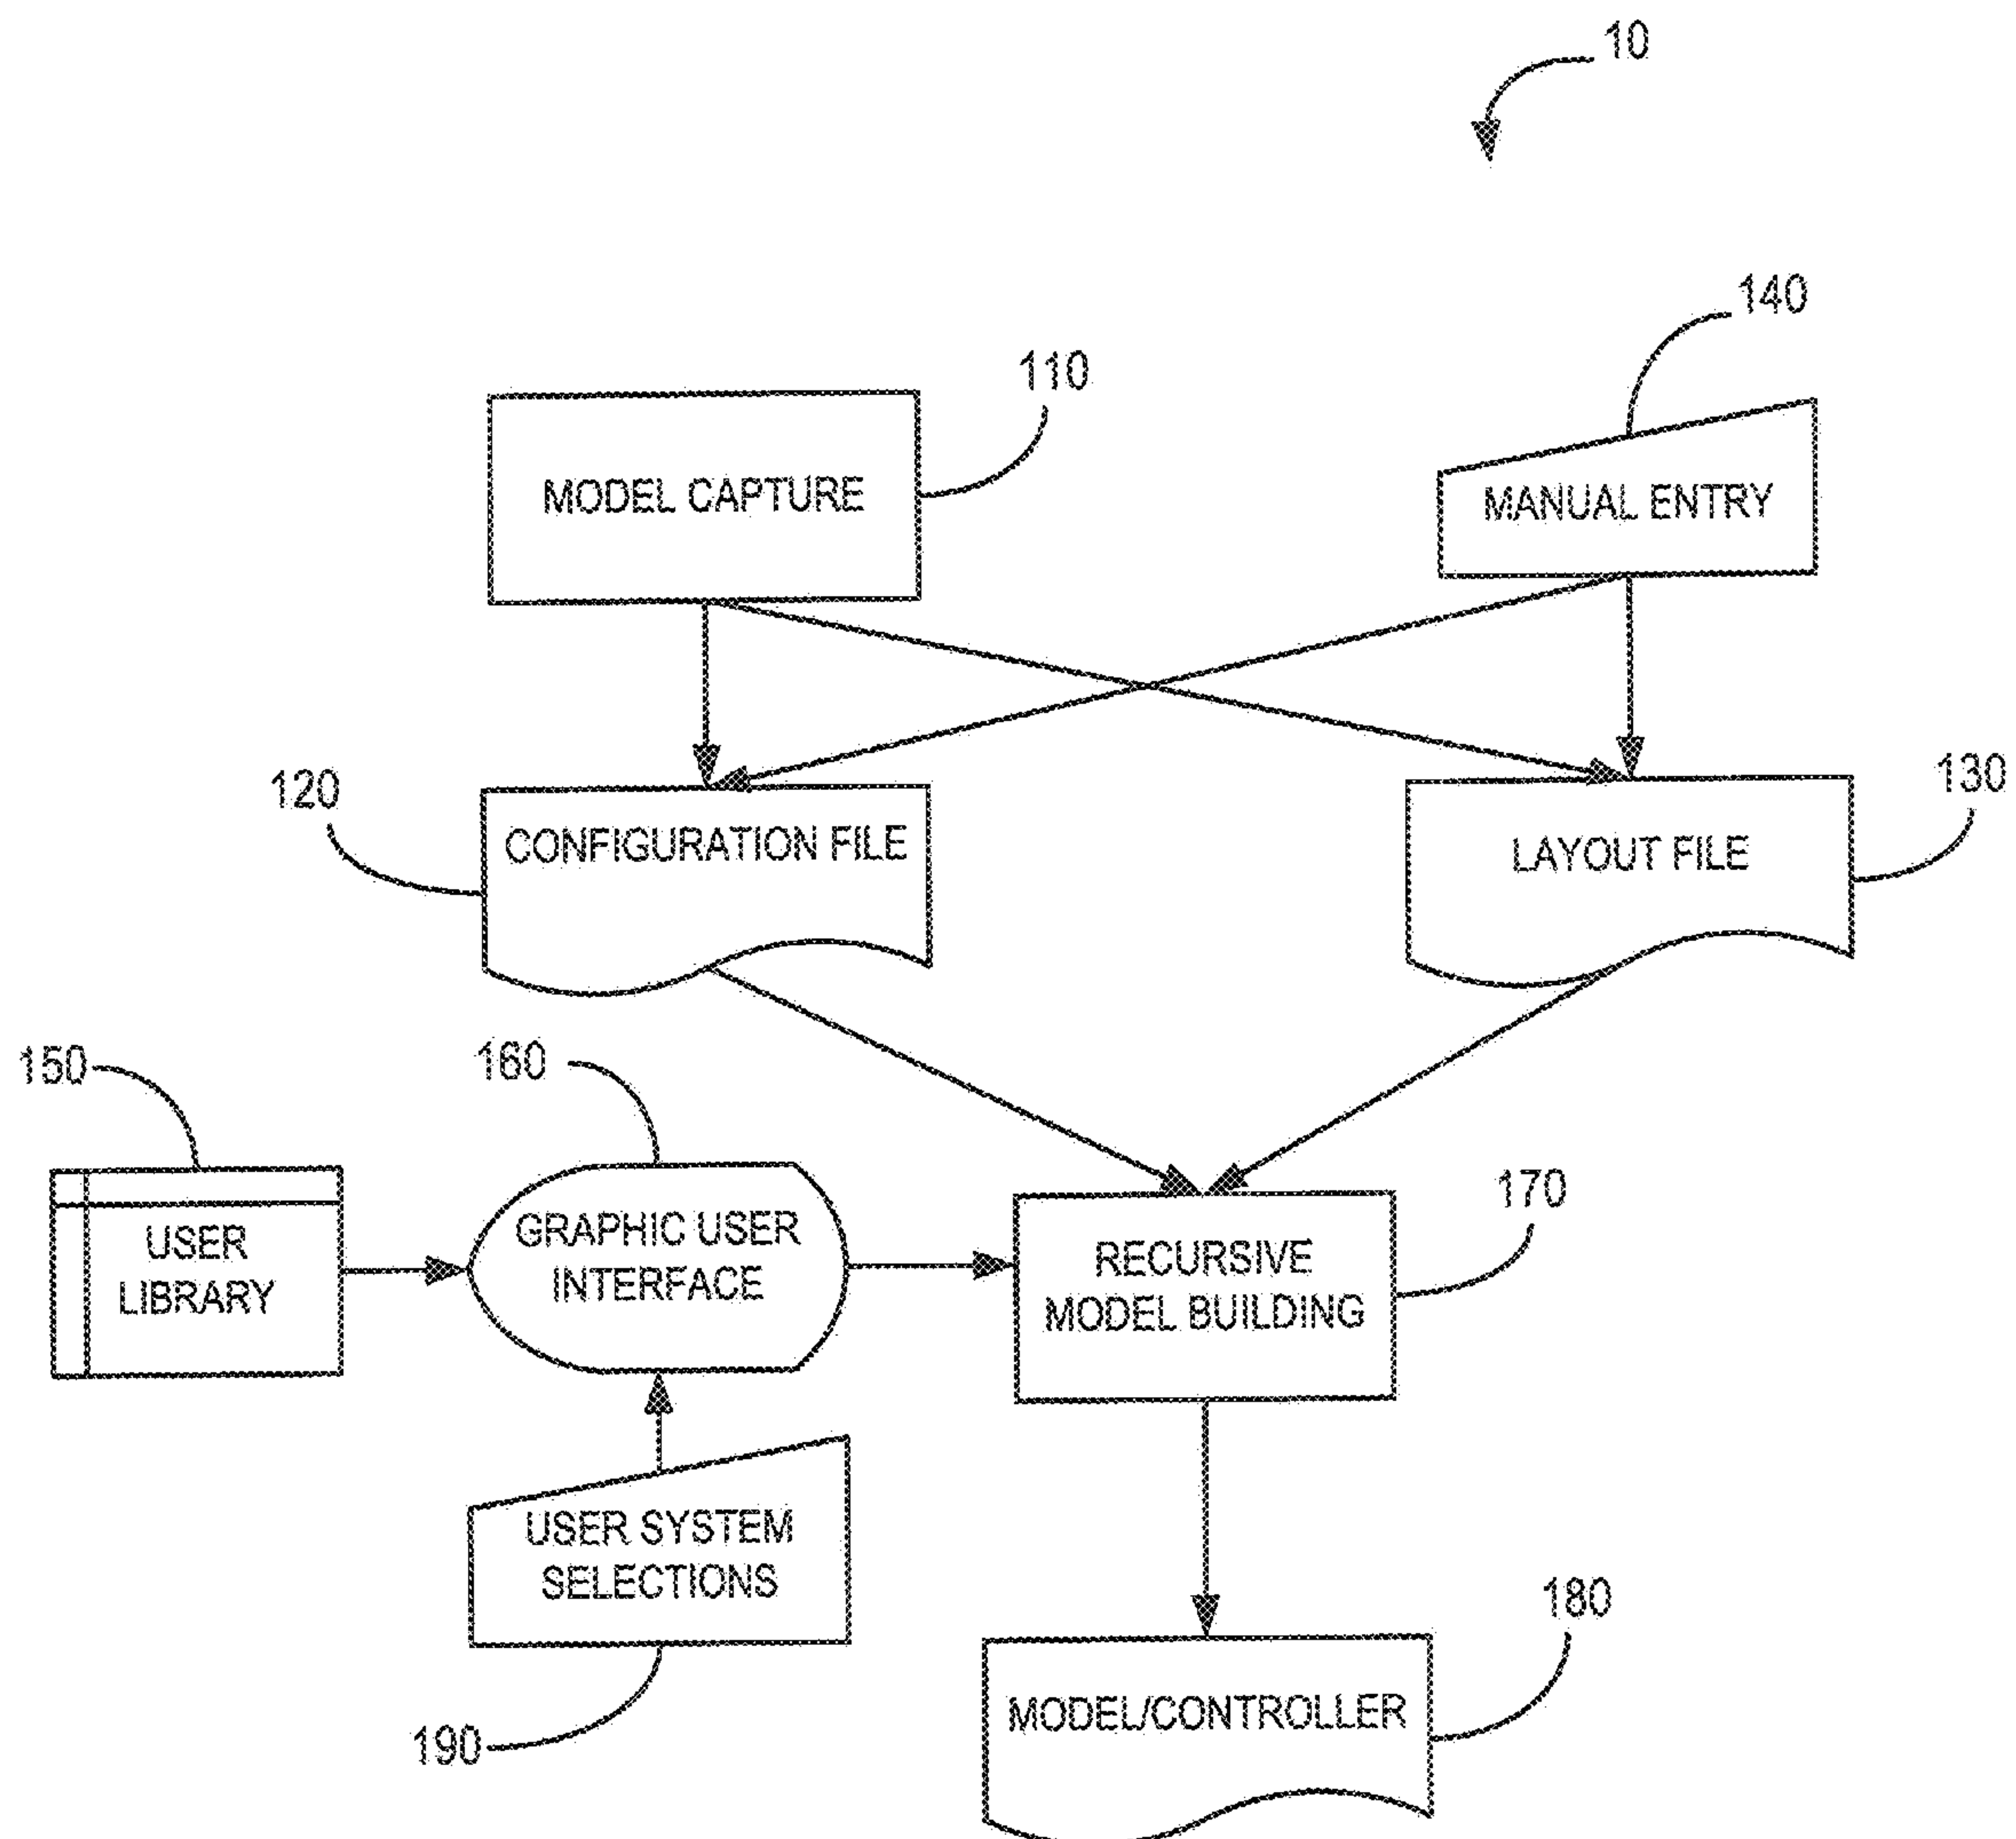 10
140
110
MODEL CAPTURE
MANUAL ENTRY
120
130
CONFIGURATION FILE
LAYOUT FILE
150
160
170
USER
LIBRARY
GRAPHIC USER
INTERFACE
RECURSIVE
MODEL BUILDING
USER SYSTEM
SELECTIONS
180
190
MODEL/CONTROLLER